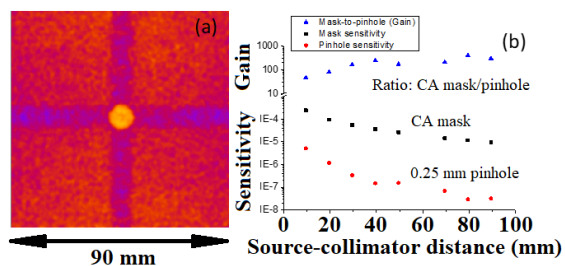 (a)
90 mm
Mask-to-pinhole (Gain)
Mask sensitivity
Pinhole sensitivity
(b)
Gain
1000
100
10
Ratio: CA mask/pinhole
Sensitivity
1E-4
1E-5
1E-6
1E-7
1E-8
CA mask
0.25 mm pinhole
0 20 40 60 80 100
Source-collimator distance (mm)